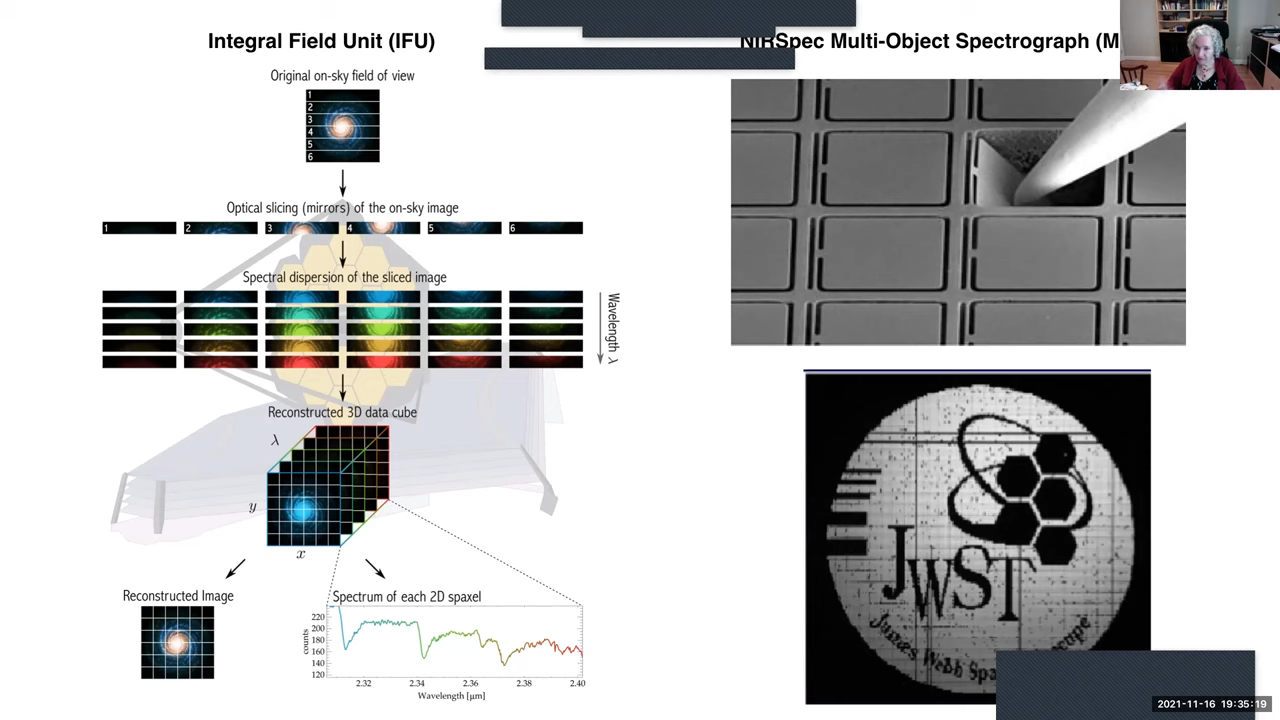 Integral Field Unit (IFU)
Original on-sky field of view
1
2
3
4
5
6
Optical slicing (mirrors) of the on-sky image
1 2 3 4 5 6
Spectral dispersion of the sliced image
Wavelength λ
Reconstructed 3D data cube
λ
y
x
Reconstructed Image
Spectrum of each 2D spaxel
counts
220
200
180
160
140
120
2.32 2.34 2.36 2.38 2.40
Wavelength [μm]
NIRSpec Multi-Object Spectrograph (M
JWST
James Webb Spa
cope
2021-11-16 19:35:19